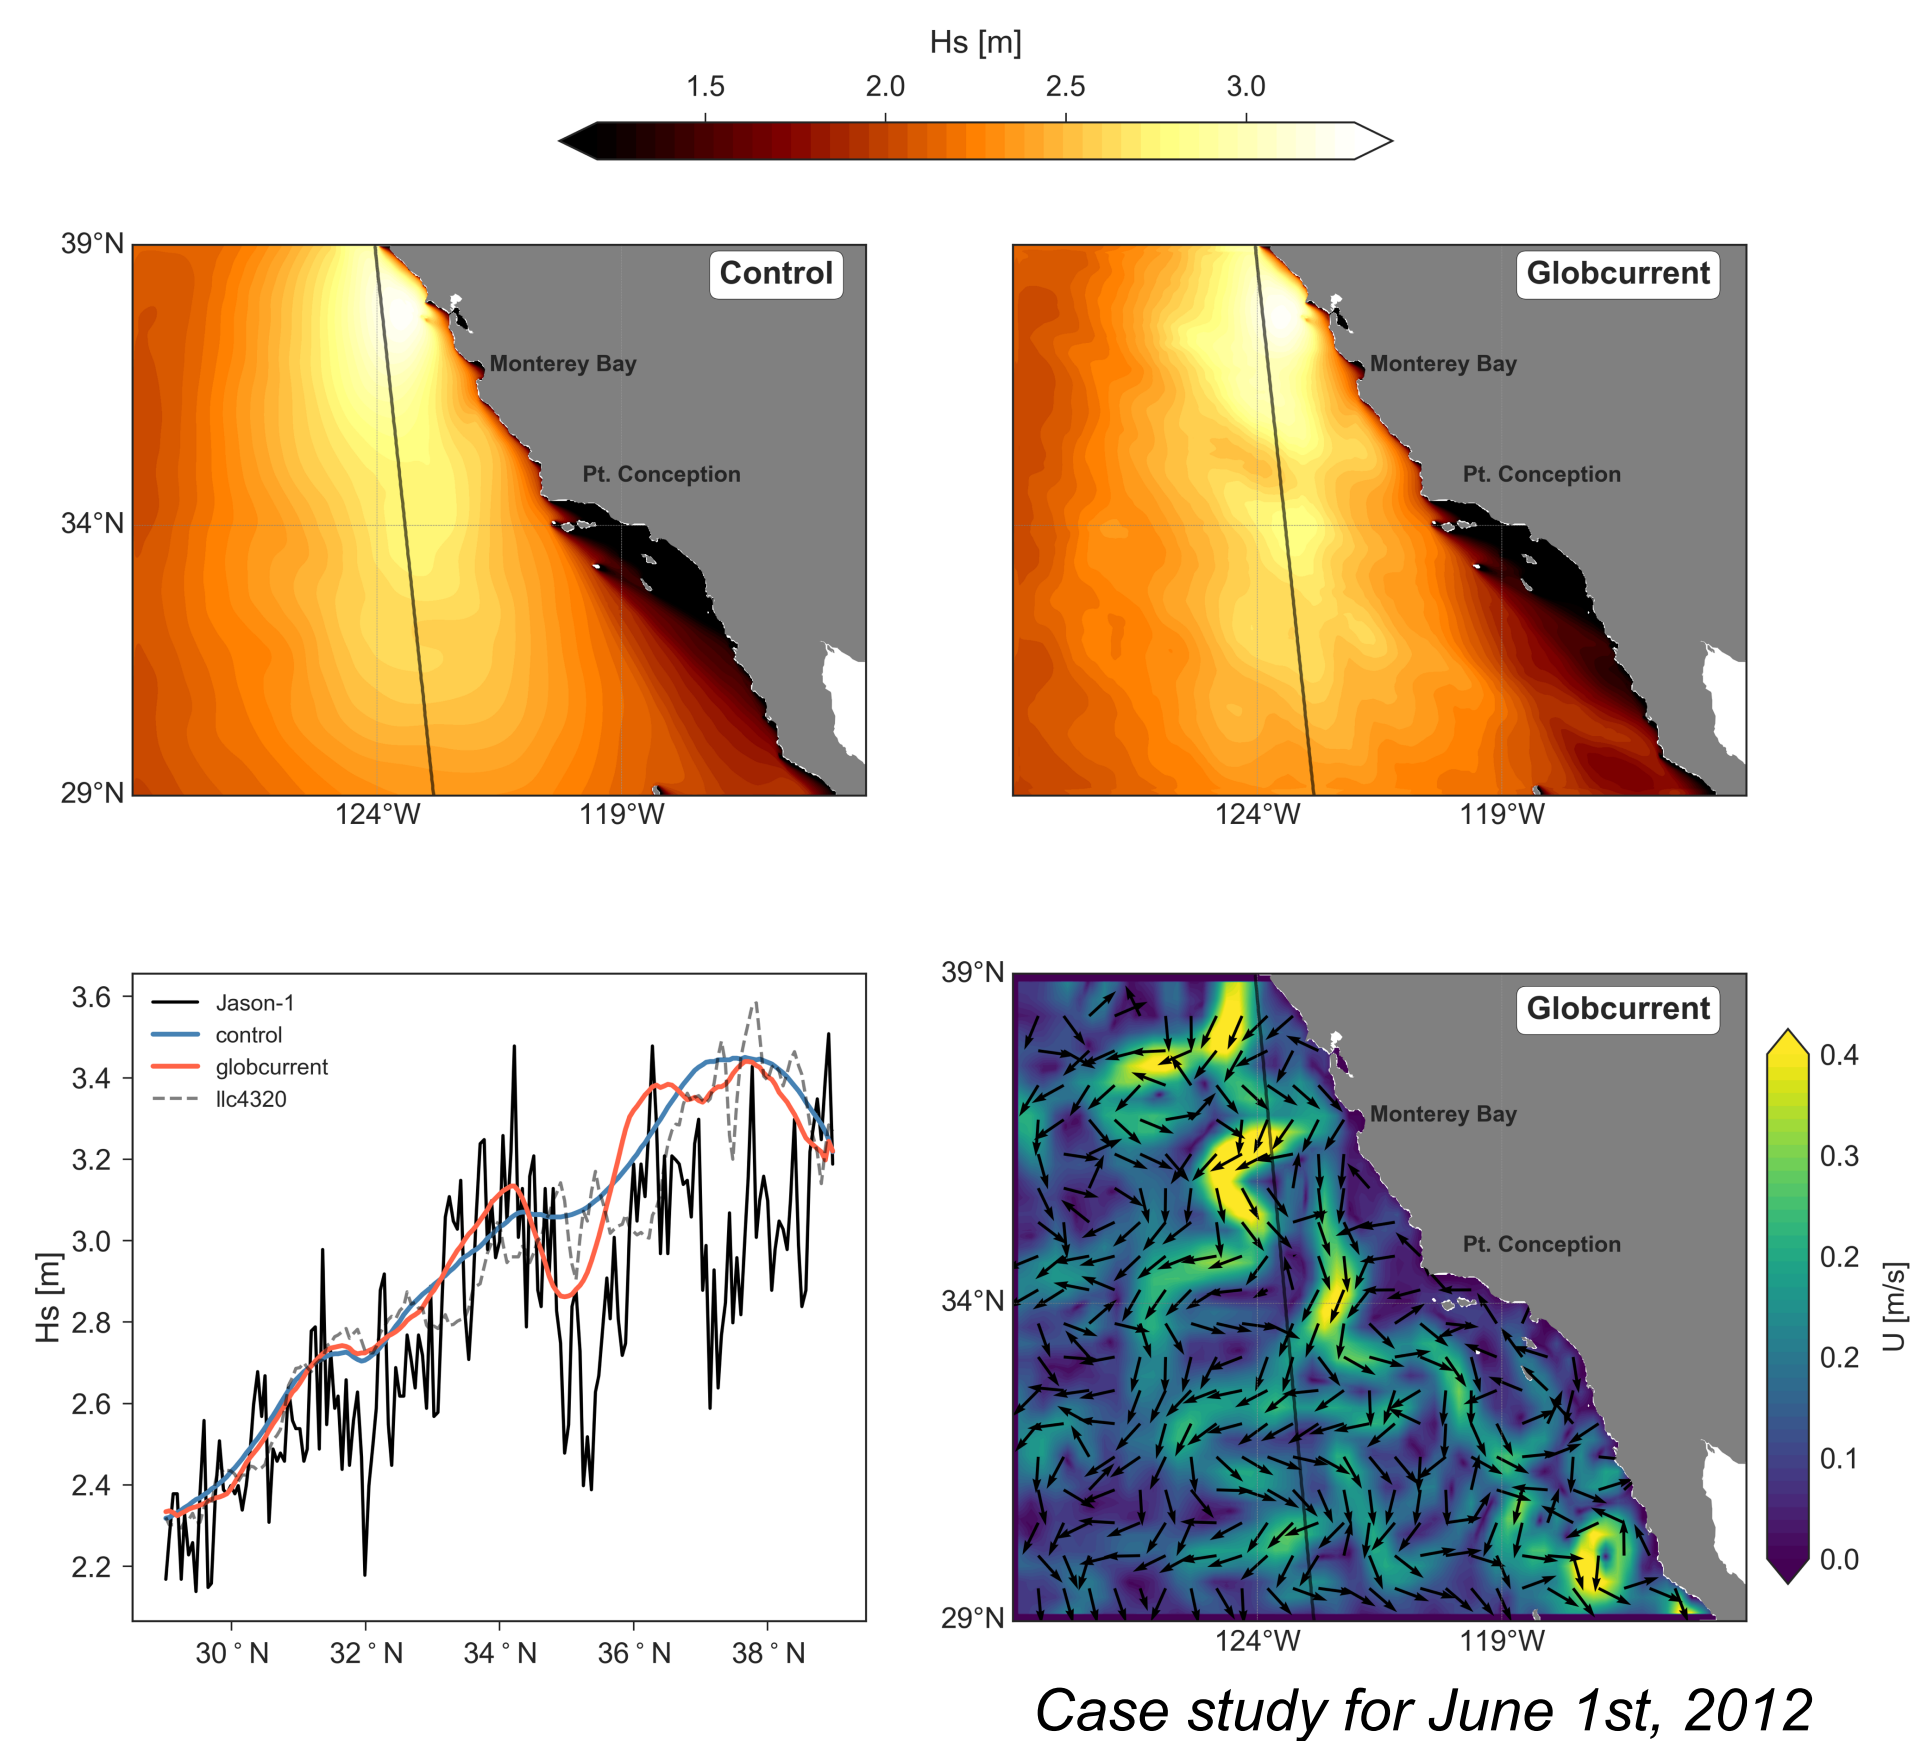 Hs [m]
1.5 2.0 2.5 3.0
39°N
34°N
29°N
124°W 119°W
Control
Monterey Bay
Pt. Conception
Globcurrent
Monterey Bay
Pt. Conception
124°W 119°W
Hs [m]
3.6
3.4
3.2
3.0
2.8
2.6
2.4
2.2
30°N 32°N 34°N 36°N 38°N
Jason-1
control
globcurrent
llc4320
39°N
34°N
29°N
124°W 119°W
Globcurrent
Monterey Bay
Pt. Conception
0.4
0.3
0.2
0.2
0.1
0.0
U [m/s]
Case study for June 1st, 2012